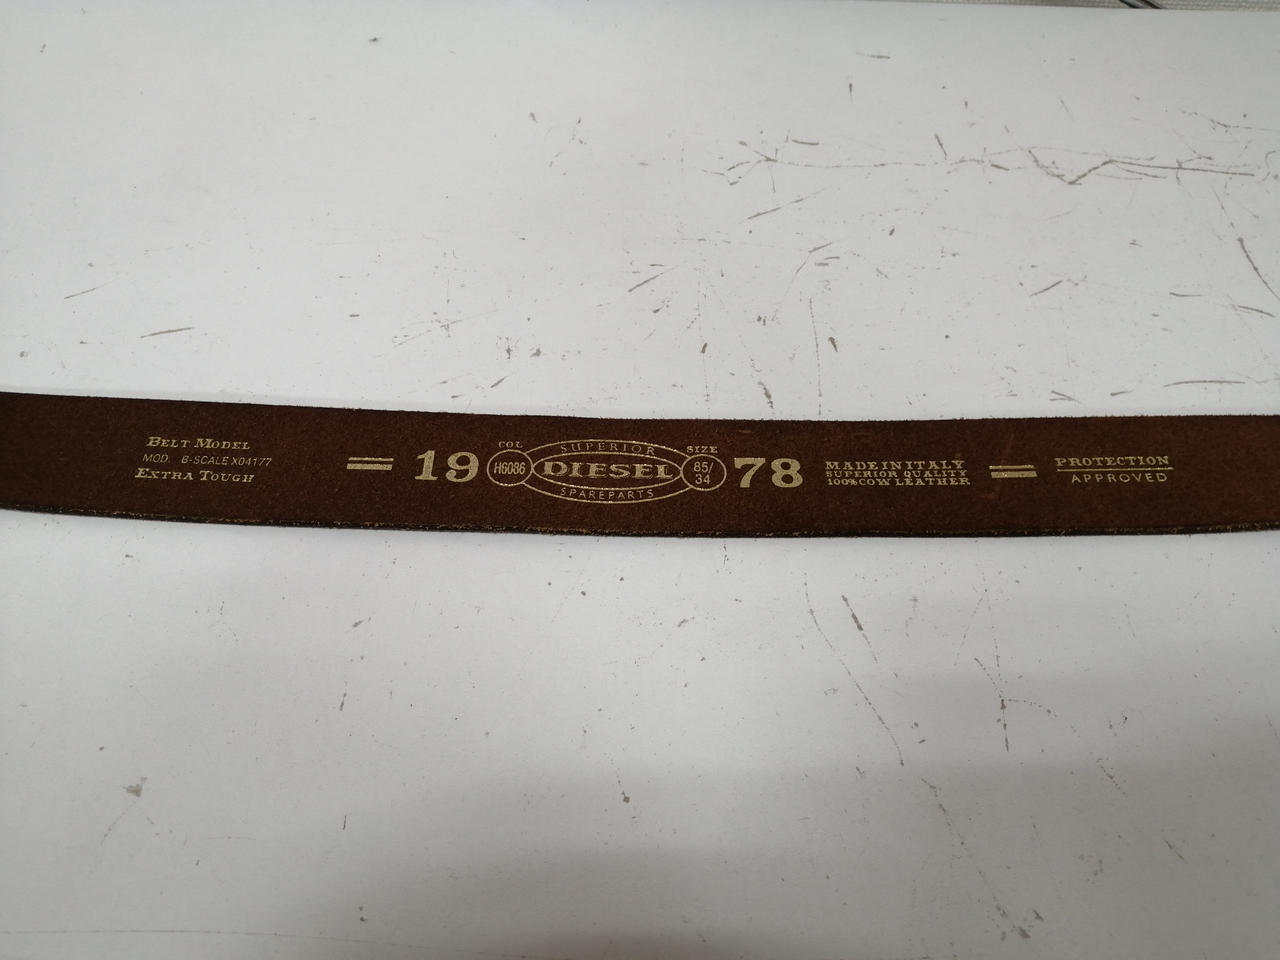 BELT MODEL
MOD. B-SCALE X04177
EXTRA TOUGH
19
COL
HG086
SUPERIOR
DIESEL
SPAREPARTS
SIZE
85/
34
78
MADE IN ITALY
SUPERIOR QUALITY
100% COW LEATHER
PROTECTION
APPROVED